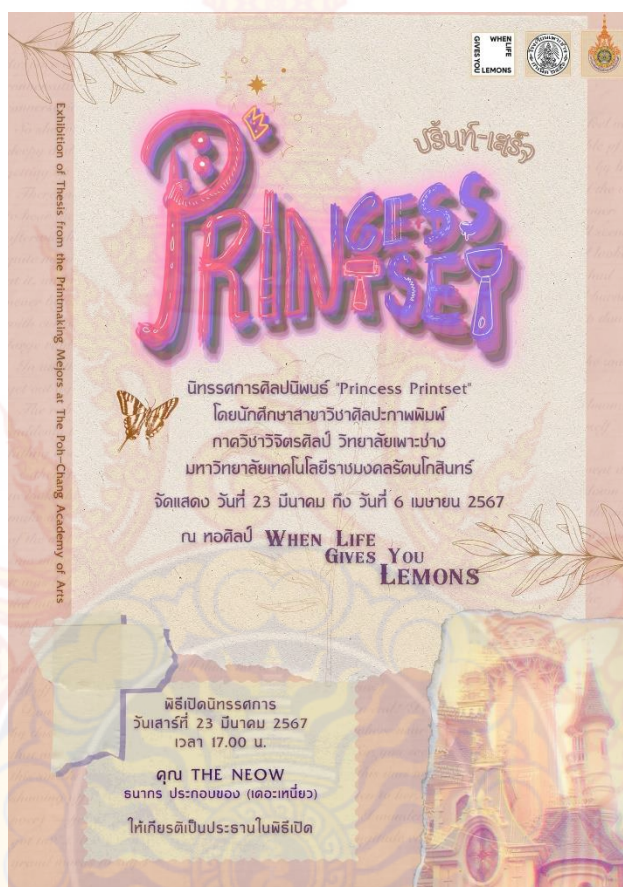 WHEN LIFE
GIVES YOU
LEMONS
ปริ้นท์-เสร็จ
PRINCESS
PRINTSET
Exhibition of Thesis from the Printmaking Mejors at The Poh-Chang Academy of Arts
นิทรรศการศิลปนิพนธ์ "Princess Printset"
โดยนักศึกษาสาขาวิชาศิลปะภาพพิมพ์
ภาควิชาวิจิตรศิลป์ วิทยาลัยเพาะช่าง
มหาวิทยาลัยเทคโนโลยีราชมงคลรัตนโกสินทร์
จัดแสดง วันที่ 23 มีนาคม ถึง วันที่ 6 เมษายน 2567
ณ หอศิลป์ WHEN LIFE
GIVES YOU
LEMONS
พิธีเปิดนิทรรศการ
วันเสาร์ที่ 23 มีนาคม 2567
เวลา 17.00 น.
คุณ THE NEOW
ธนากร ประกอบของ (เดอะเหนี่ยว)
ให้เกียรติเป็นประธานในพิธีเปิด